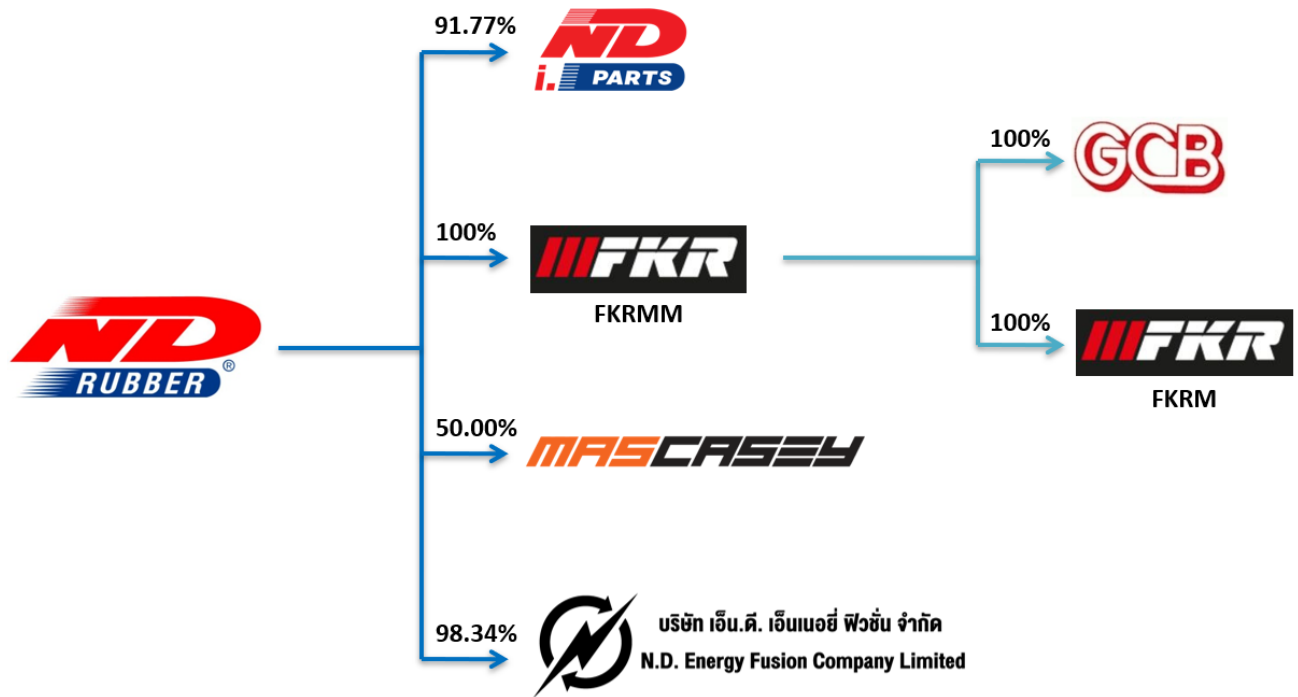 91.77%
ND
i. PARTS
100%
GCB
100%
FKR
FKRMM
100%
FKR
FKRM
ND
RUBBER®
50.00%
MASCASEY
98.34%
บริษัท เอ็น.ดี. เอ็นเนอยี่ ฟิวชั่น จำกัด
N.D. Energy Fusion Company Limited